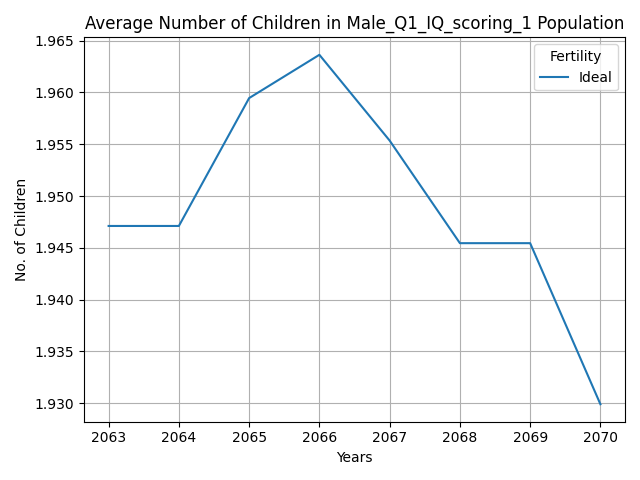 Average Number of Children in Male_Q1_IQ_scoring_1 Population
1.965
1.960
1.955
1.950
1.945
1.940
1.935
1.930
No. of Children
Fertility
Ideal
2063 2064 2065 2066 2067 2068 2069 2070
Years